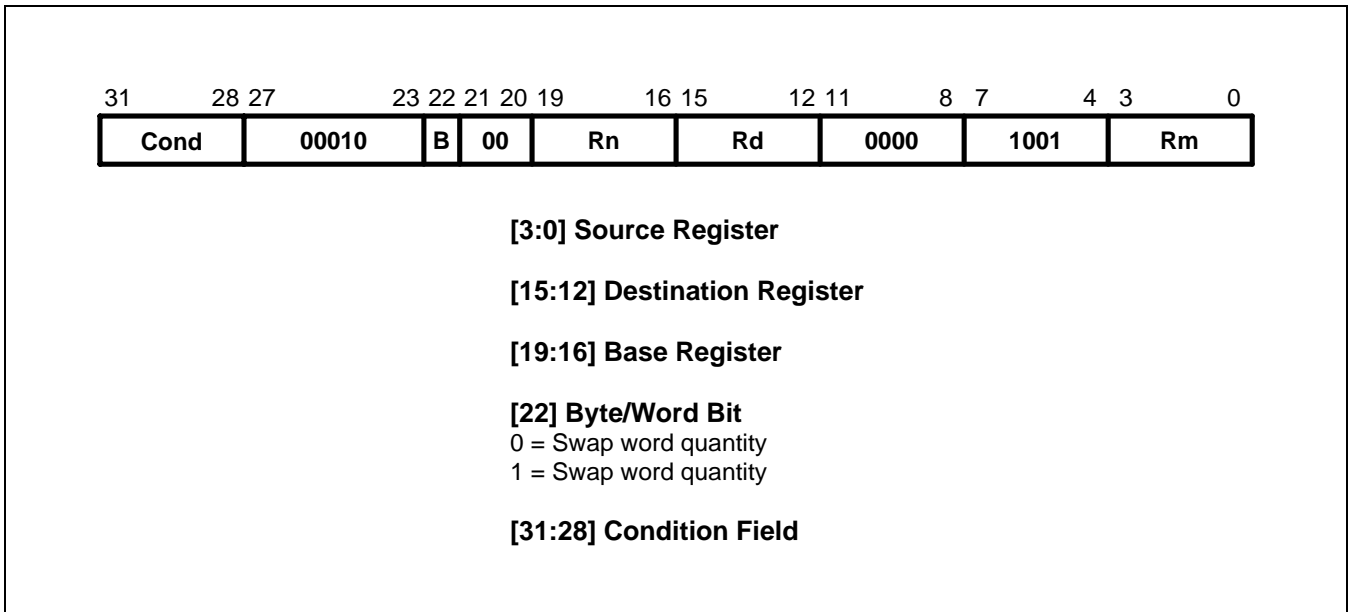 31 28 27 23 22 21 20 19 16 15 12 11 8 7 4 3 0
Cond 00010 B 00 Rn Rd 0000 1001 Rm
[3:0] Source Register
[15:12] Destination Register
[19:16] Base Register
[22] Byte/Word Bit
0 = Swap word quantity
1 = Swap word quantity
[31:28] Condition Field